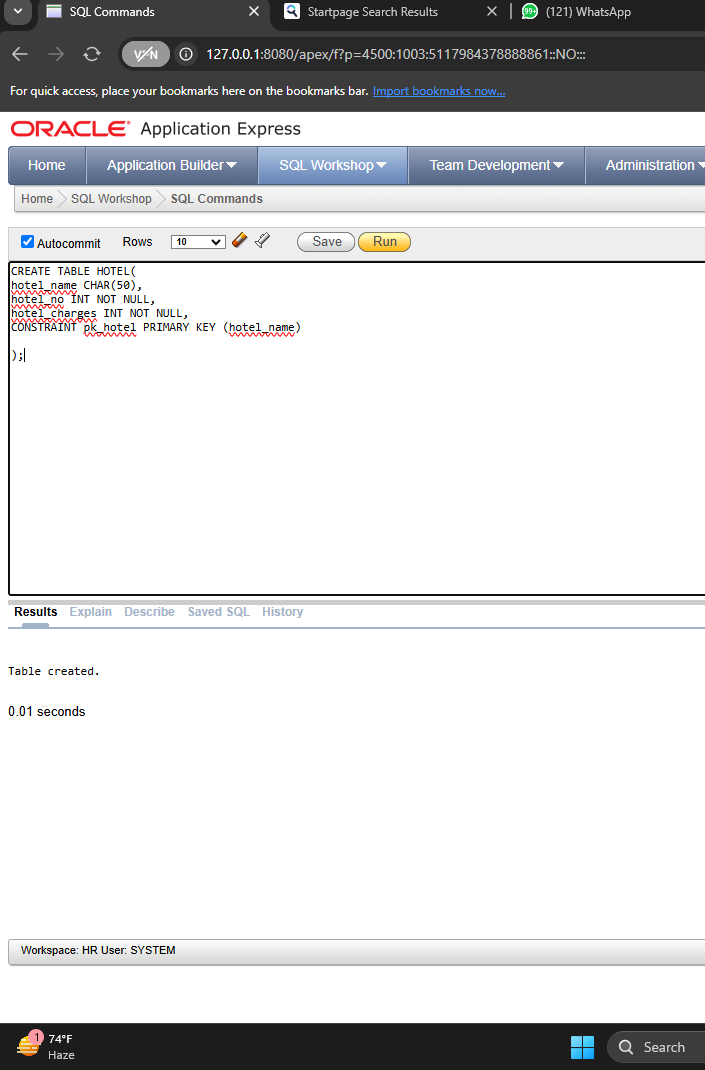 SQL Commands
Startpage Search Results
99+ (121) WhatsApp
VPN 127.0.0.1:8080/apex/f?p=4500:1003:5117984378888861::NO:::
For quick access, place your bookmarks here on the bookmarks bar. Import bookmarks now...
ORACLE Application Express
Home Application Builder SQL Workshop Team Development Administration
Home SQL Workshop SQL Commands
Autocommit Rows 10 Save Run
CREATE TABLE HOTEL(
hotel_name CHAR(50),
hotel_no INT NOT NULL,
hotel_charges INT NOT NULL,
CONSTRAINT pk_hotel PRIMARY KEY (hotel_name)
);
Results Explain Describe Saved SQL History
Table created.
0.01 seconds
Workspace: HR User: SYSTEM
1 74°F
Haze
Search